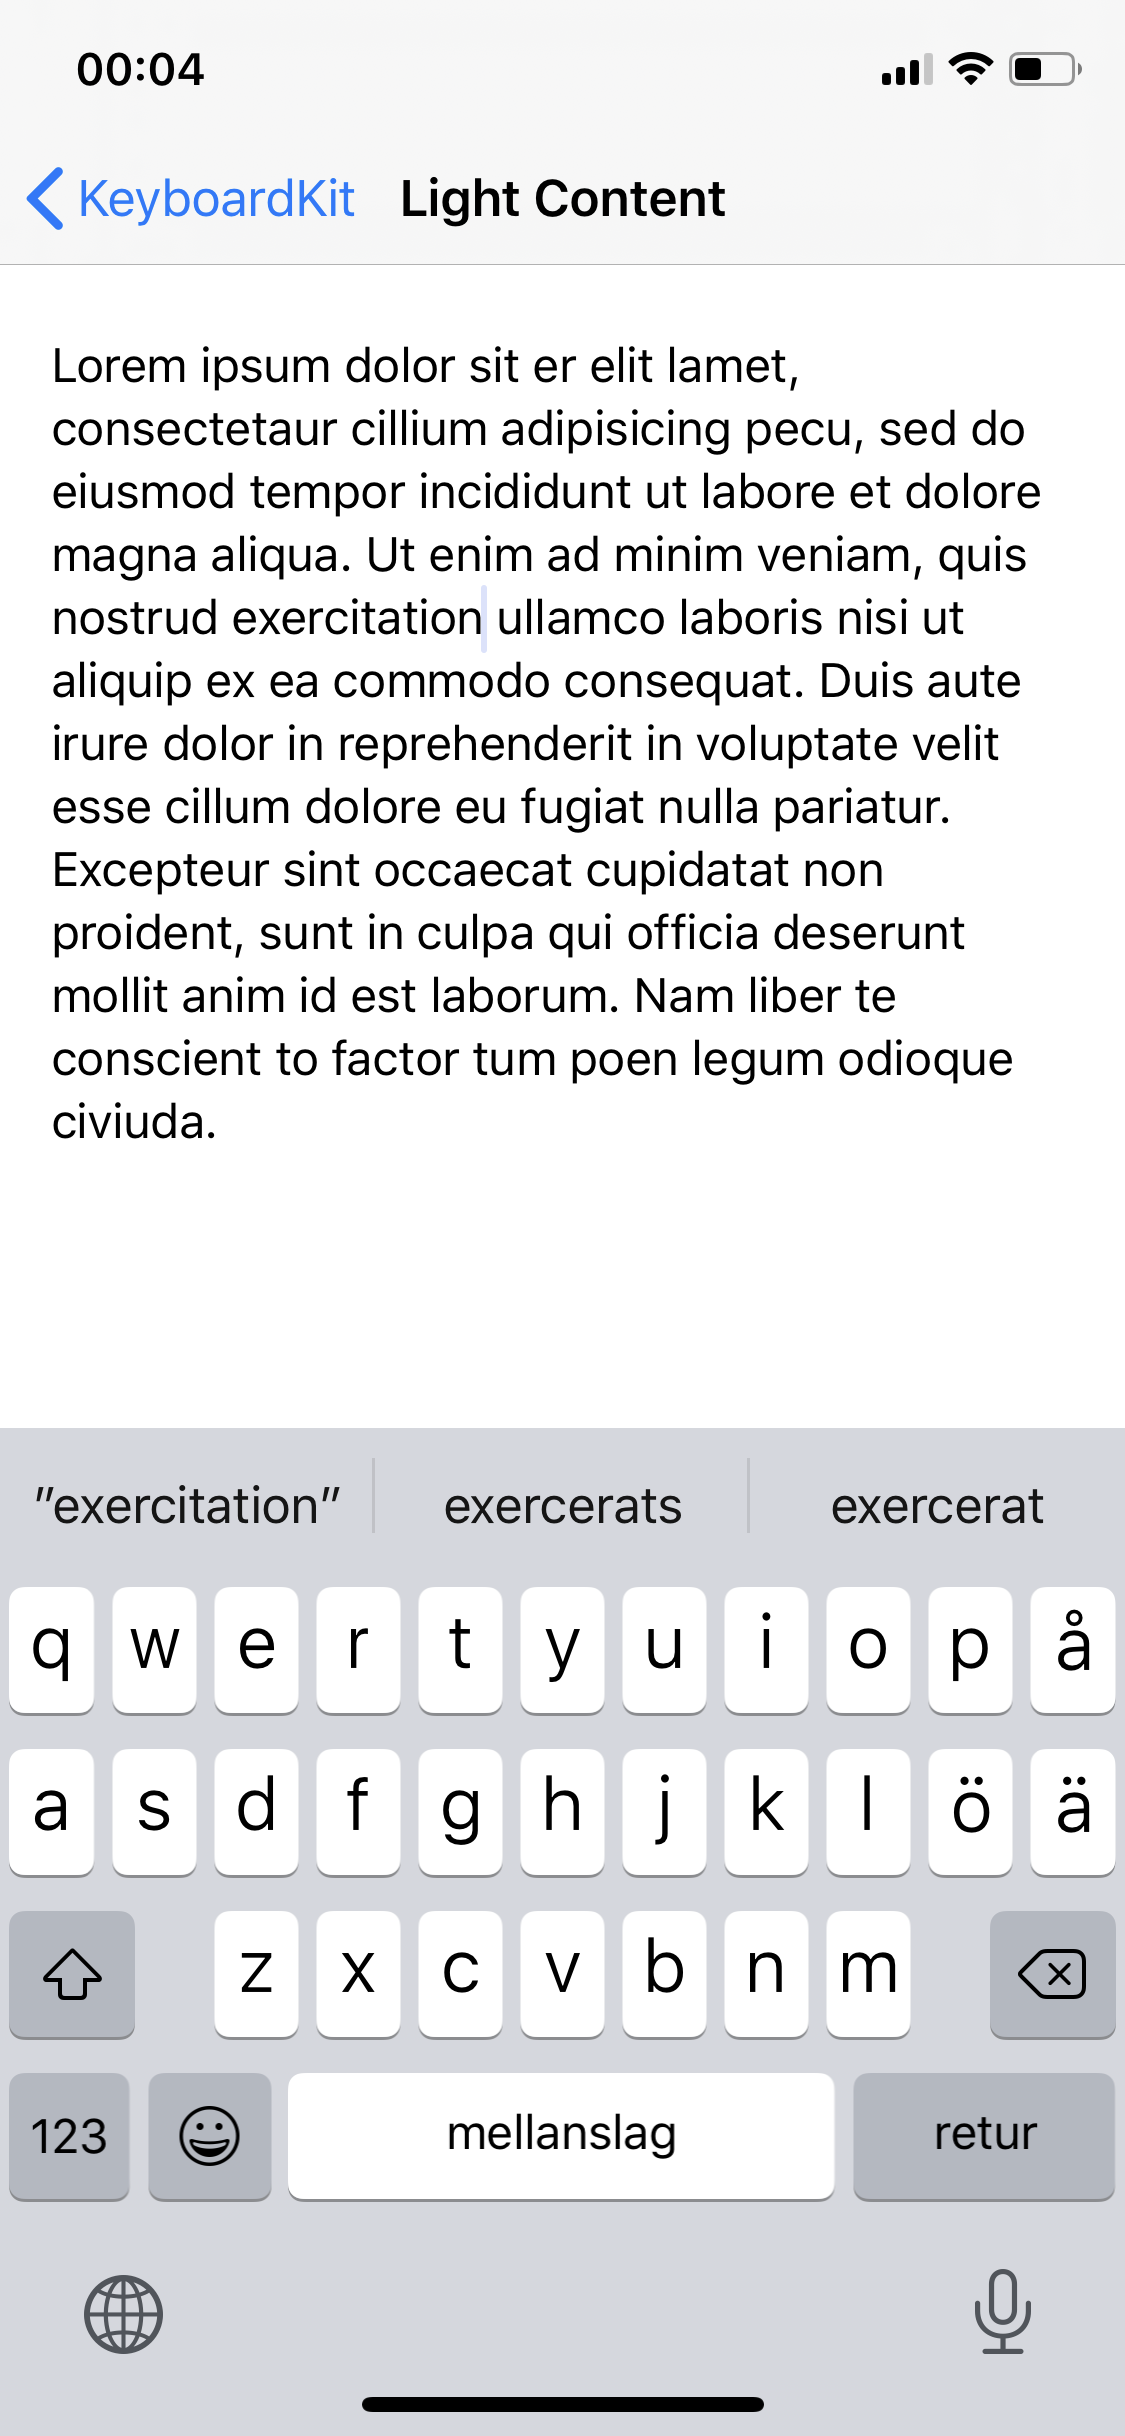 00:04
KeyboardKit Light Content
Lorem ipsum dolor sit er elit lamet,
consectetaur cillium adipisicing pecu, sed do
eiusmod tempor incididunt ut labore et dolore
magna aliqua. Ut enim ad minim veniam, quis
nostrud exercitation ullamco laboris nisi ut
aliquip ex ea commodo consequat. Duis aute
irure dolor in reprehenderit in voluptate velit
esse cillum dolore eu fugiat nulla pariatur.
Excepteur sint occaecat cupidatat non
proident, sunt in culpa qui officia deserunt
mollit anim id est laborum. Nam liber te
conscient to factor tum poen legum odioque
civiuda.
"exercitation" exercerats exercerat
q w e r t y u i o p å
a s d f g h j k l ö ä
z x c v b n m
123 mellanslag retur